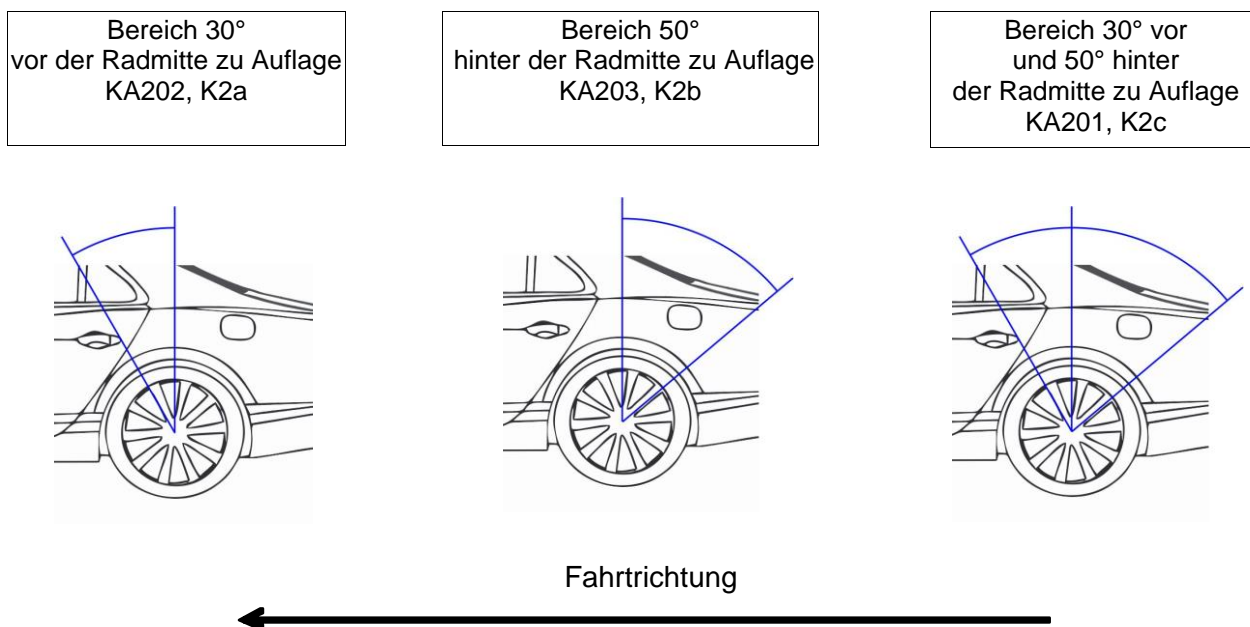 Bereich 30°
vor der Radmitte zu Auflage
KA202, K2a
Bereich 50°
hinter der Radmitte zu Auflage
KA203, K2b
Bereich 30° vor
und 50° hinter
der Radmitte zu Auflage
KA201, K2c
Fahrtrichtung